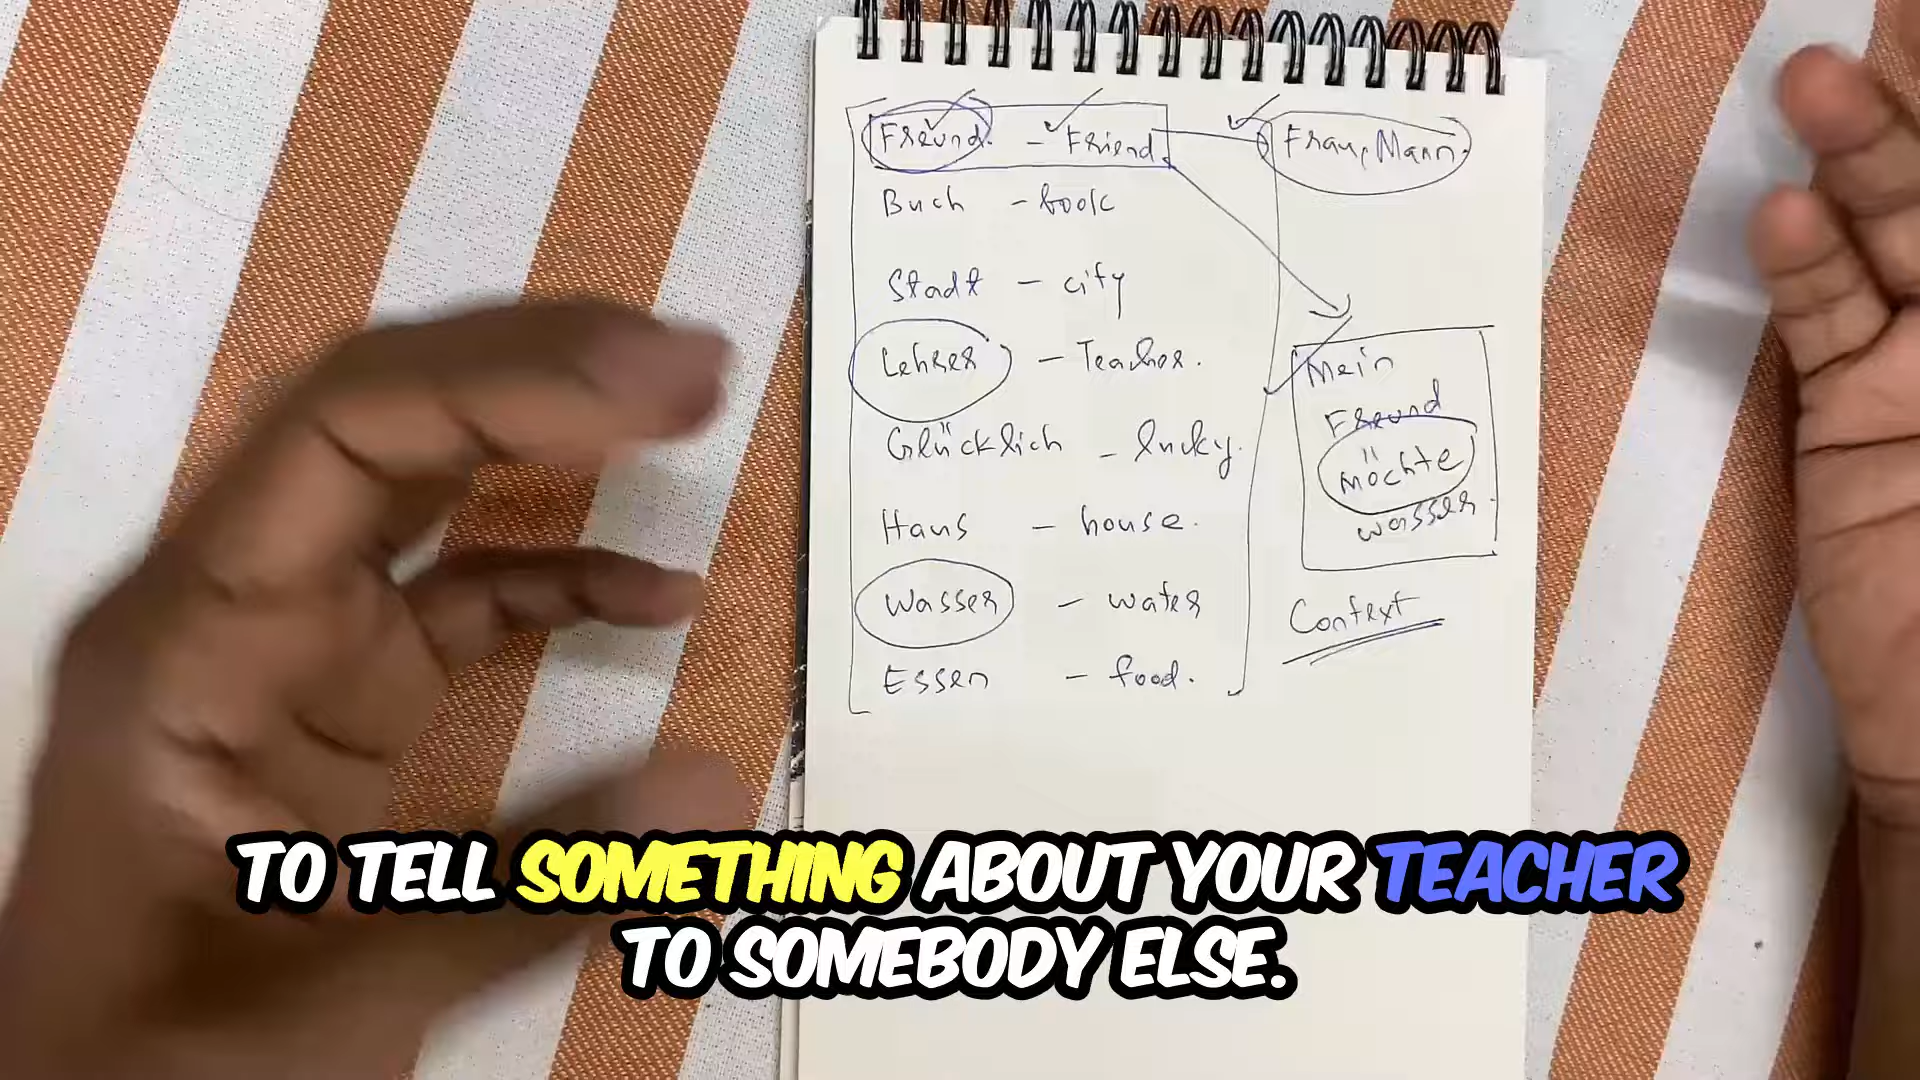 Freund. - Friend.
Frau, Mann.
Buch - book
Stadt - city
Lehrer - Teacher.
Glücklich - lucky.
Haus - house.
Wasser - water
Essen - food.
Mein
Freund
möchte
wasser.
Context
TO TELL SOMETHING ABOUT YOUR TEACHER
TO SOMEBODY ELSE.